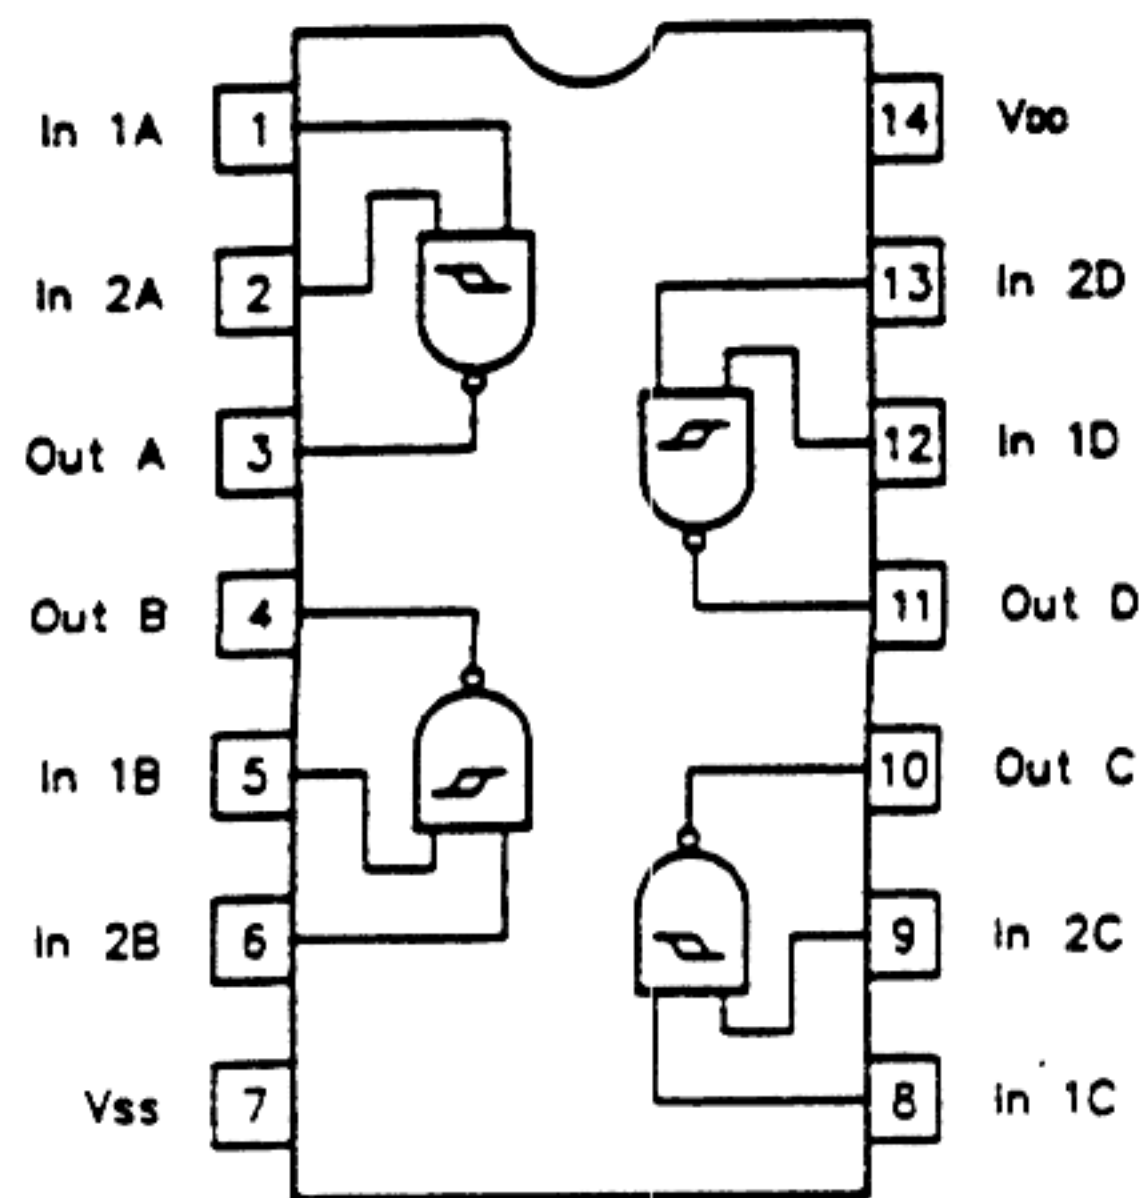 In 1A 1
In 2A 2
Out A 3
Out B 4
In 1B 5
In 2B 6
Vss 7
14 VDD
13 In 2D
12 In 1D
11 Out D
10 Out C
9 In 2C
8 In 1C